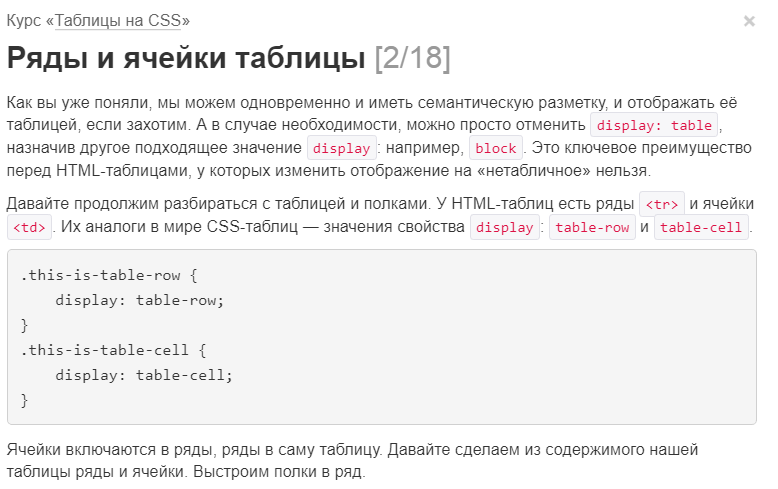 Курс «Таблицы на CSS»
×
Ряды и ячейки таблицы [2/18]
Как вы уже поняли, мы можем одновременно и иметь семантическую разметку, и отображать её
таблицей, если захотим. А в случае необходимости, можно просто отменить display: table,
назначив другое подходящее значение display: например, block. Это ключевое преимущество
перед HTML-таблицами, у которых изменить отображение на «нетабличное» нельзя.
Давайте продолжим разбираться с таблицей и полками. У HTML-таблиц есть ряды <tr> и ячейки
<td>. Их аналоги в мире CSS-таблиц — значения свойства display: table-row и table-cell.
.this-is-table-row {
    display: table-row;
}
.this-is-table-cell {
    display: table-cell;
}
Ячейки включаются в ряды, ряды в саму таблицу. Давайте сделаем из содержимого нашей
таблицы ряды и ячейки. Выстроим полки в ряд.